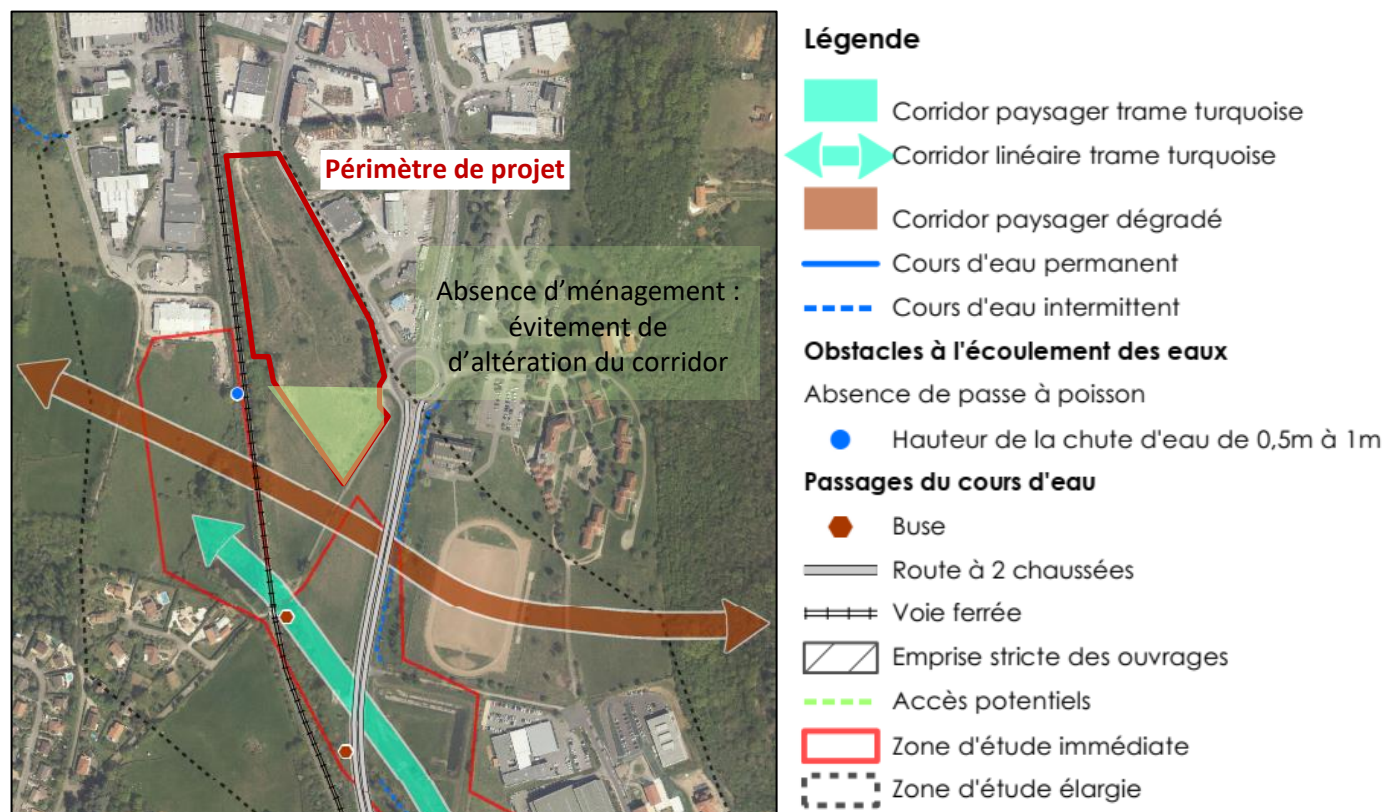 Périmètre de projet
Absence d’ménagement :
évitement de
d’altération du corridor
Légende
Corridor paysager trame turquoise
Corridor linéaire trame turquoise
Corridor paysager dégradé
Cours d'eau permanent
Cours d'eau intermittent
Obstacles à l'écoulement des eaux
Absence de passe à poisson
Hauteur de la chute d'eau de 0,5m à 1m
Passages du cours d'eau
Buse
Route à 2 chaussées
Voie ferrée
Emprise stricte des ouvrages
Accès potentiels
Zone d'étude immédiate
Zone d'étude élargie